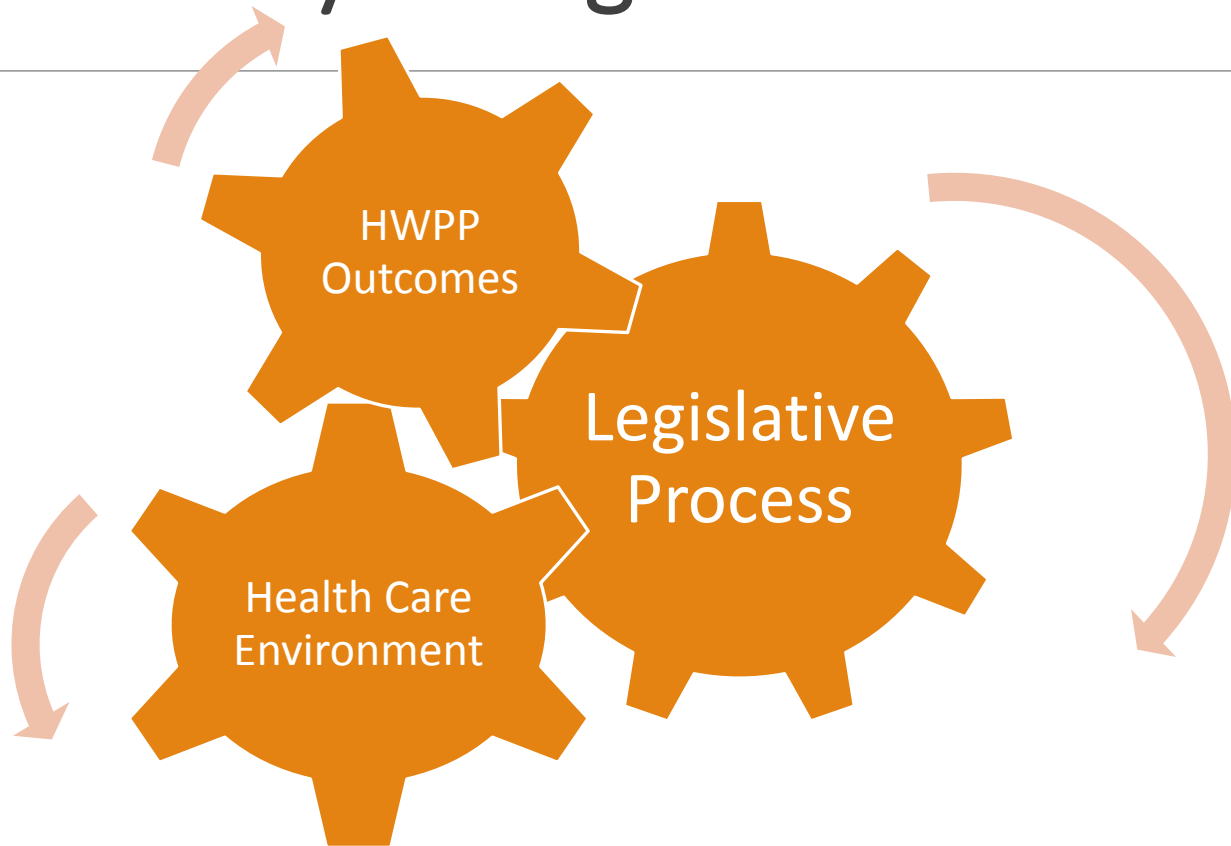 HWPP
Outcomes
Legislative
Process
Health Care
Environment